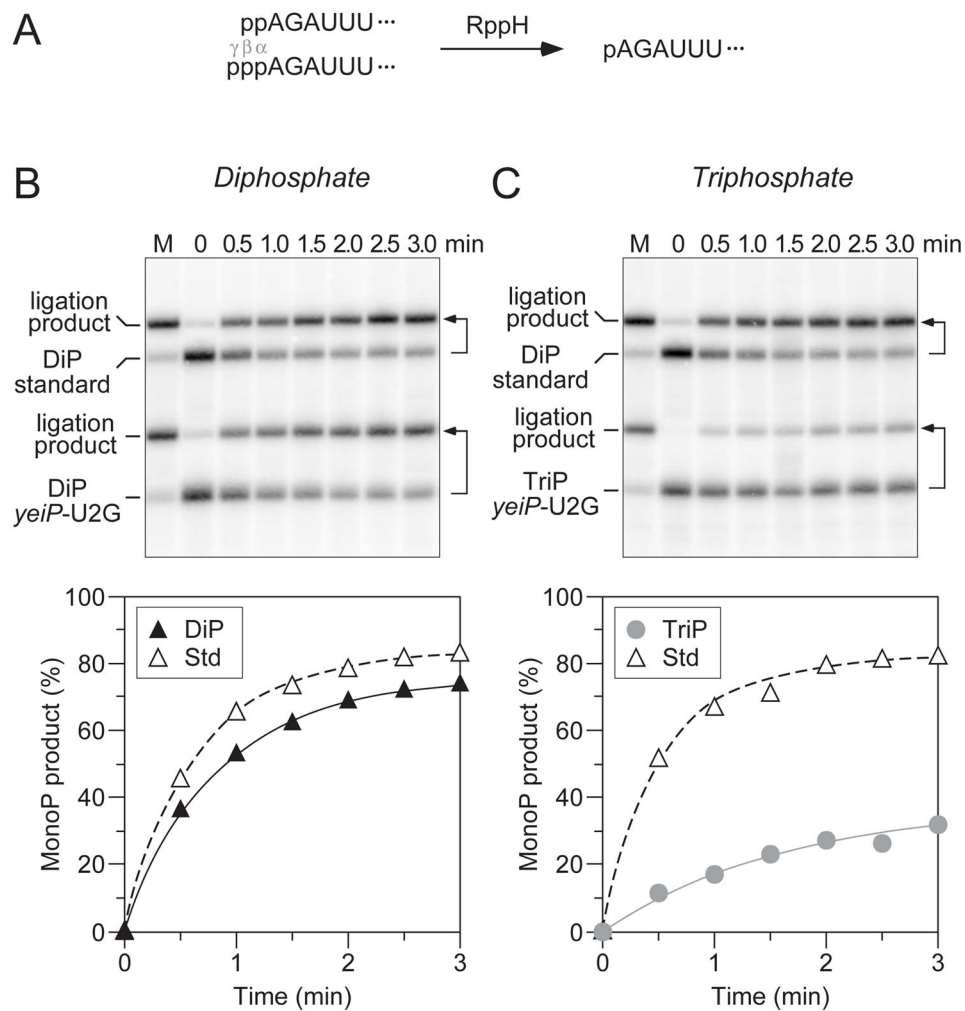 A
ppAGAUUU ···
γ β α
pppAGAUUU ···
RppH
pAGAUUU ···
B
Diphosphate
M 0 0.5 1.0 1.5 2.0 2.5 3.0 min
ligation
product
DiP
standard
ligation
product
DiP
yeiP-U2G
MonoP product (%)
100
80
60
40
20
0
DiP
Std
0 1 2 3
Time (min)
C
Triphosphate
M 0 0.5 1.0 1.5 2.0 2.5 3.0 min
ligation
product
DiP
standard
ligation
product
TriP
yeiP-U2G
MonoP product (%)
100
80
60
40
20
0
TriP
Std
0 1 2 3
Time (min)